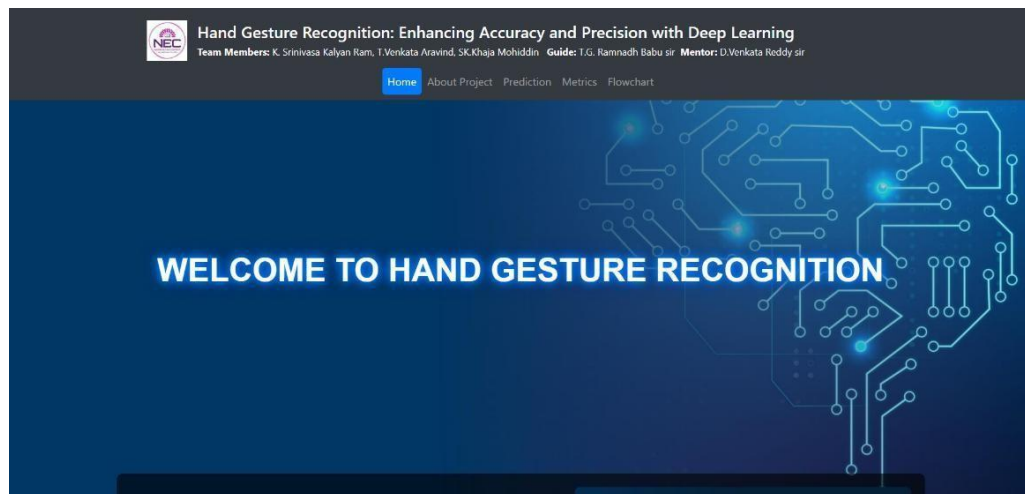 NEC
Hand Gesture Recognition: Enhancing Accuracy and Precision with Deep Learning
Team Members: K. Srinivasa Kalyan Ram, T.Venkata Aravind, SK.Khaja Mohiddin Guide: T.G. Ramnadh Babu sir Mentor: D.Venkata Reddy sir
Home About Project Prediction Metrics Flowchart
WELCOME TO HAND GESTURE RECOGNITION